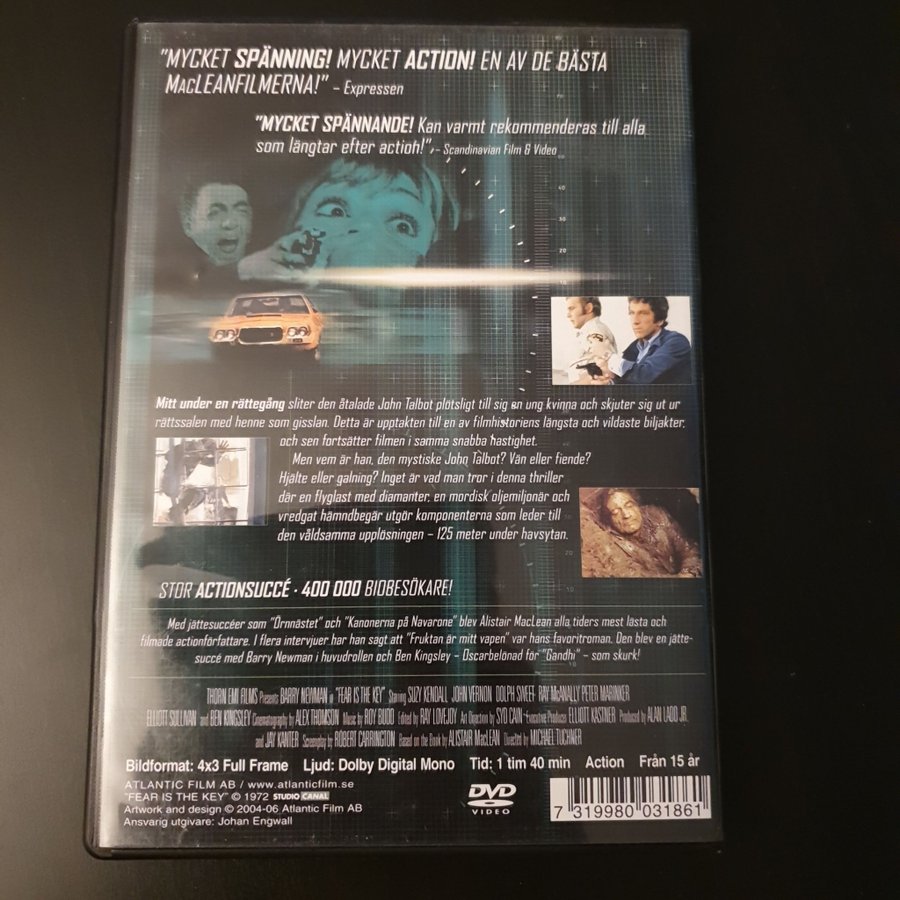 "MYCKET SPÄNNING! MYCKET ACTION! EN AV DE BÄSTA
MACLEANFILMERNA!" – Expressen
"MYCKET SPÄNNANDE! Kan varmt rekommenderas till alla
som längtar efter action!" – Scandinavian Film & Video
Mitt under en rättegång sliter den åtalade John Talbot plötsligt till sig en ung kvinna och skjuter sig ut ur
rättssalen med henne som gisslan. Detta är upptakten till en av filmhistoriens längsta och vildaste biljakter,
och sen fortsätter filmen i samma snabba hastighet.
Men vem är han, den mystiske John Talbot? Vän eller fiende?
Hjälte eller galning? Inget är vad man tror i denna thriller
där en flyglast med diamanter, en mordisk oljemiljonär och
vredgat hämndbegär utgör komponenterna som leder till
den våldsamma upplösningen – 125 meter under havsytan.
STOR ACTIONSUCCÉ · 400 000 BIOBESÖKARE!
Med jättesuccéer som "Örnnästet" och "Kanonerna på Navarone" blev Alistair MacLean alla tiders mest lästa och
filmade actionförfattare. I flera intervjuer har han sagt att "Fruktan är mitt vapen" var hans favoritroman. Den blev en jätte-
succé med Barry Newman i huvudrollen och Ben Kingsley – Oscarbelönad för "Gandhi" – som skurk!
THORN EMI FILMS Presents BARRY NEWMAN in "FEAR IS THE KEY" Starring SUZY KENDALL JOHN VERNON DOLPH SWEET RAY McANALLY PETER MARINKER
ELLIOTT SULLIVAN and BEN KINGSLEY Cinematography by ALEX THOMSON Music by ROY BUDD Edited by RAY LOVEJOY Art Direction by SYD CAIN Executive Producer ELLIOTT KASTNER Produced by ALAN LADD JR.
and JAY KANTER Screenplay by ROBERT CARRINGTON Based on the Book by ALISTAIR MacLEAN Directed by MICHAEL TUCHNER
Bildformat: 4x3 Full Frame Ljud: Dolby Digital Mono Tid: 1 tim 40 min Action Från 15 år
ATLANTIC FILM AB / www.atlanticfilm.se
"FEAR IS THE KEY" © 1972 STUDIO CANAL
Artwork and design © 2004-06 Atlantic Film AB
Ansvarig utgivare: Johan Engwall
DVD
VIDEO
7 319980 031861